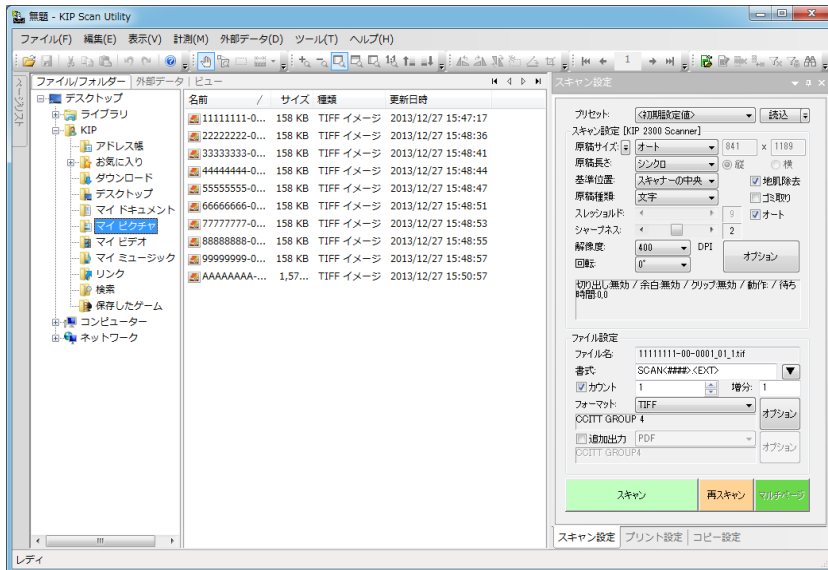 無題 - KIP Scan Utility
ファイル(F) 編集(E) 表示(V) 計測(M) 外部データ(D) ツール(T) ヘルプ(H)
1
ページリスト
ファイル/フォルダー 外部データ ビュー
デスクトップ
ライブラリ
KIP
アドレス帳
お気に入り
ダウンロード
デスクトップ
マイ ドキュメント
マイ ピクチャ
マイ ビデオ
マイ ミュージック
リンク
検索
保存したゲーム
コンピューター
ネットワーク
名前 / サイズ 種類 更新日時
11111111-0... 158 KB TIFF イメージ 2013/12/27 15:47:17
22222222-0... 158 KB TIFF イメージ 2013/12/27 15:48:36
33333333-0... 158 KB TIFF イメージ 2013/12/27 15:48:41
44444444-0... 158 KB TIFF イメージ 2013/12/27 15:48:44
55555555-0... 158 KB TIFF イメージ 2013/12/27 15:48:47
66666666-0... 158 KB TIFF イメージ 2013/12/27 15:48:51
77777777-0... 158 KB TIFF イメージ 2013/12/27 15:48:53
88888888-0... 158 KB TIFF イメージ 2013/12/27 15:48:55
99999999-0... 158 KB TIFF イメージ 2013/12/27 15:48:57
AAAAAAAA-... 1,57... TIFF イメージ 2013/12/27 15:50:57
スキャン設定
プリセット: <初期設定値> 読込
スキャン設定 [KIP 2300 Scanner]
原稿サイズ: オート 841 x 1189
原稿長さ: シンクロ 縦 横
基準位置: スキャナーの中央 地肌除去
原稿種類: 文字 ゴミ取り
スレッショルド: 9 オート
シャープネス: 2
解像度: 400 DPI
回転: 0° オプション
切り出し:無効 / 余白:無効 / クリップ:無効 / 動作: / 待ち
時間:0.0
ファイル設定
ファイル名: 11111111-00-0001_01_1.tif
書式: SCAN<####>.<EXT>
カウント 1 増分: 1
フォーマット: TIFF オプション
CCITT GROUP 4
追加出力 PDF オプション
CCITT GROUP4
スキャン 再スキャン マルチページ
スキャン設定 プリント設定 コピー設定
レディ